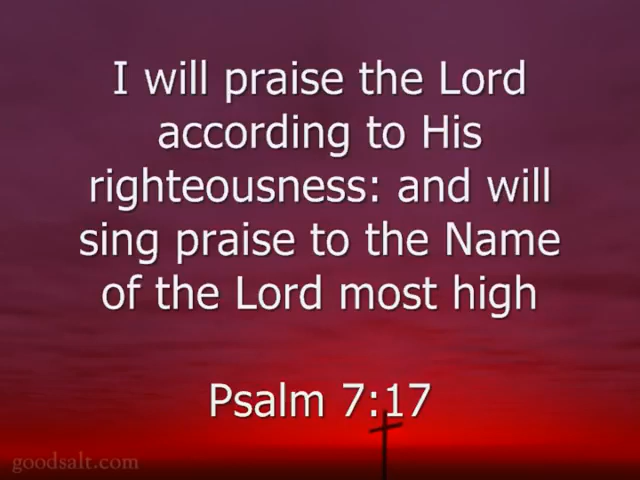 I will praise the Lord
according to His
righteousness: and will
sing praise to the Name
of the Lord most high
Psalm 7:17
goodsalt.com